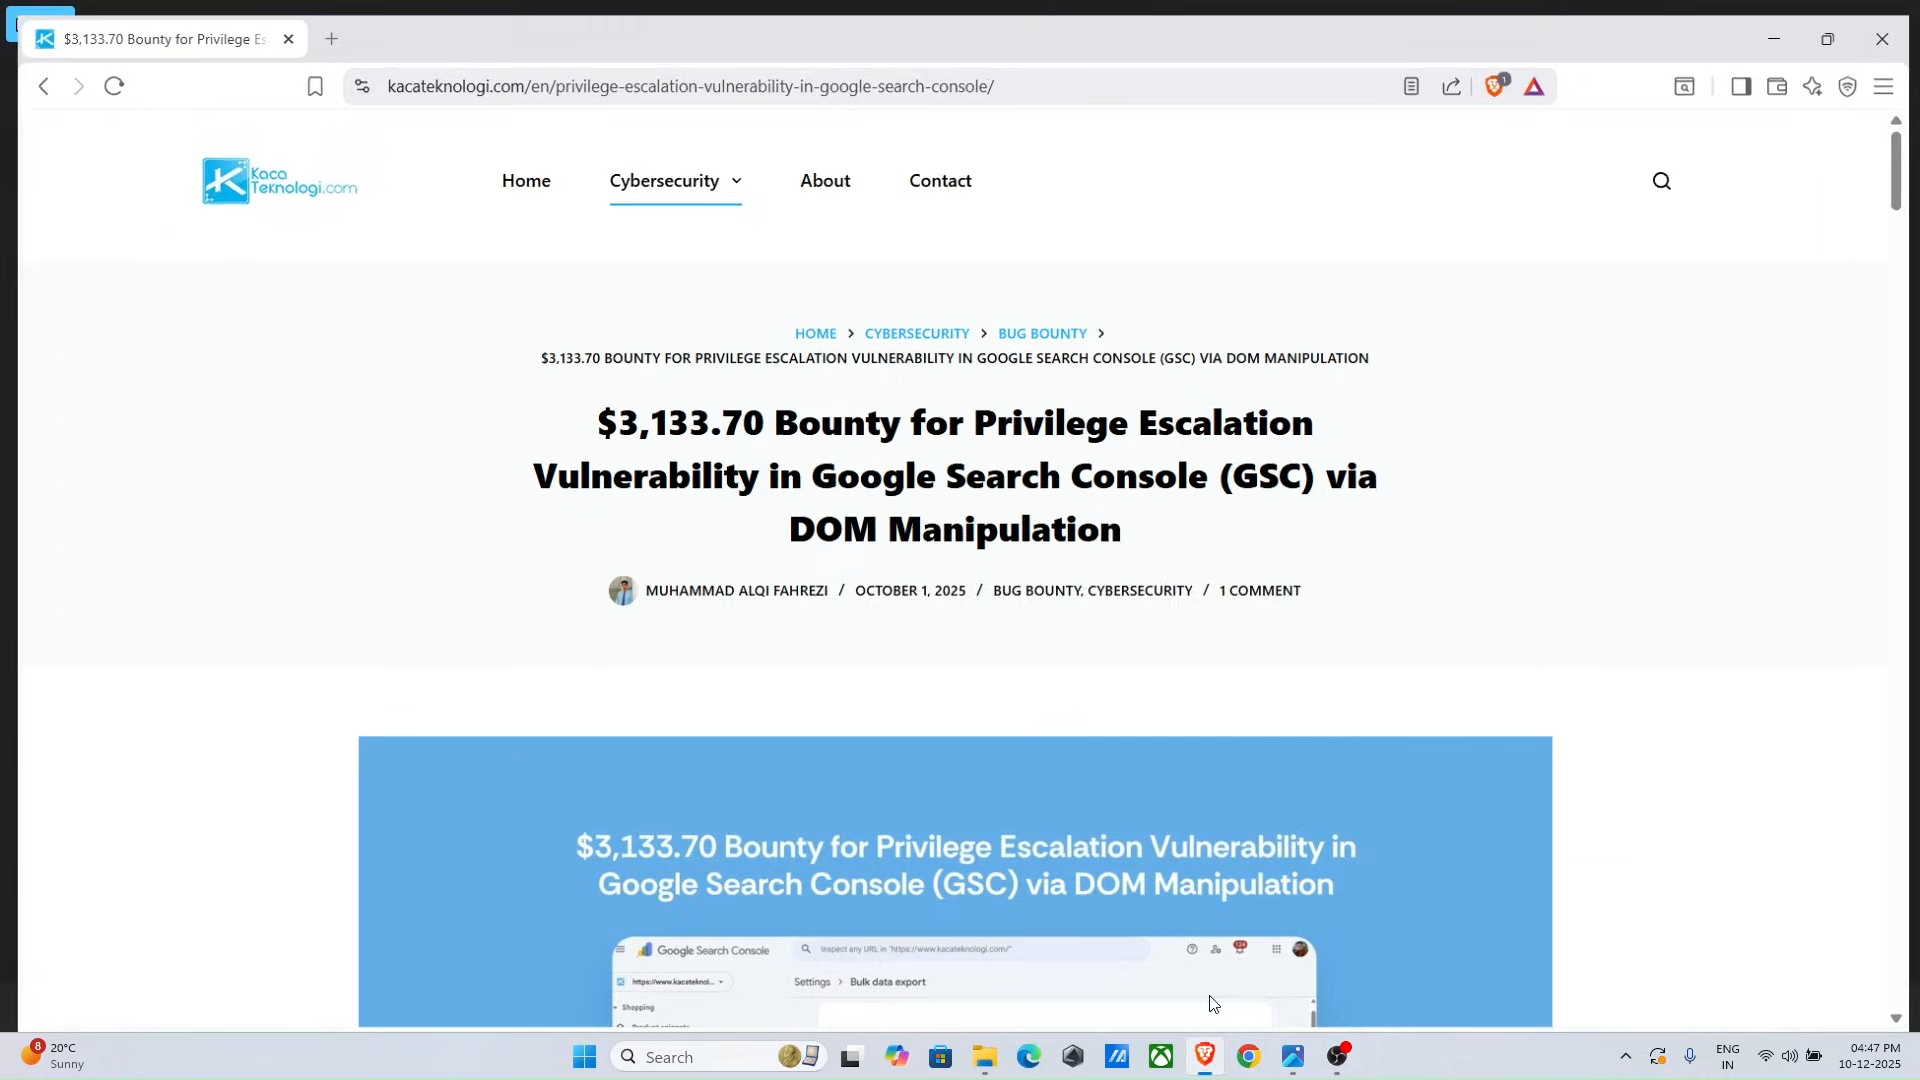 $3,133.70 Bounty for Privilege Es
kacateknologi.com/en/privilege-escalation-vulnerability-in-google-search-console/
1
Kaca
Teknologi.com
Home
Cybersecurity
About
Contact
HOME > CYBERSECURITY > BUG BOUNTY >
$3,133.70 BOUNTY FOR PRIVILEGE ESCALATION VULNERABILITY IN GOOGLE SEARCH CONSOLE (GSC) VIA DOM MANIPULATION
$3,133.70 Bounty for Privilege Escalation
Vulnerability in Google Search Console (GSC) via
DOM Manipulation
MUHAMMAD ALQI FAHREZI / OCTOBER 1, 2025 / BUG BOUNTY, CYBERSECURITY / 1 COMMENT
$3,133.70 Bounty for Privilege Escalation Vulnerability in
Google Search Console (GSC) via DOM Manipulation
Google Search Console
Inspect any URL in "https://www.kacateknologi.com/"
https://www.kacateknol...
Settings > Bulk data export
Shopping
8
20°C
Sunny
Search
ENG
IN
04:47 PM
10-12-2025